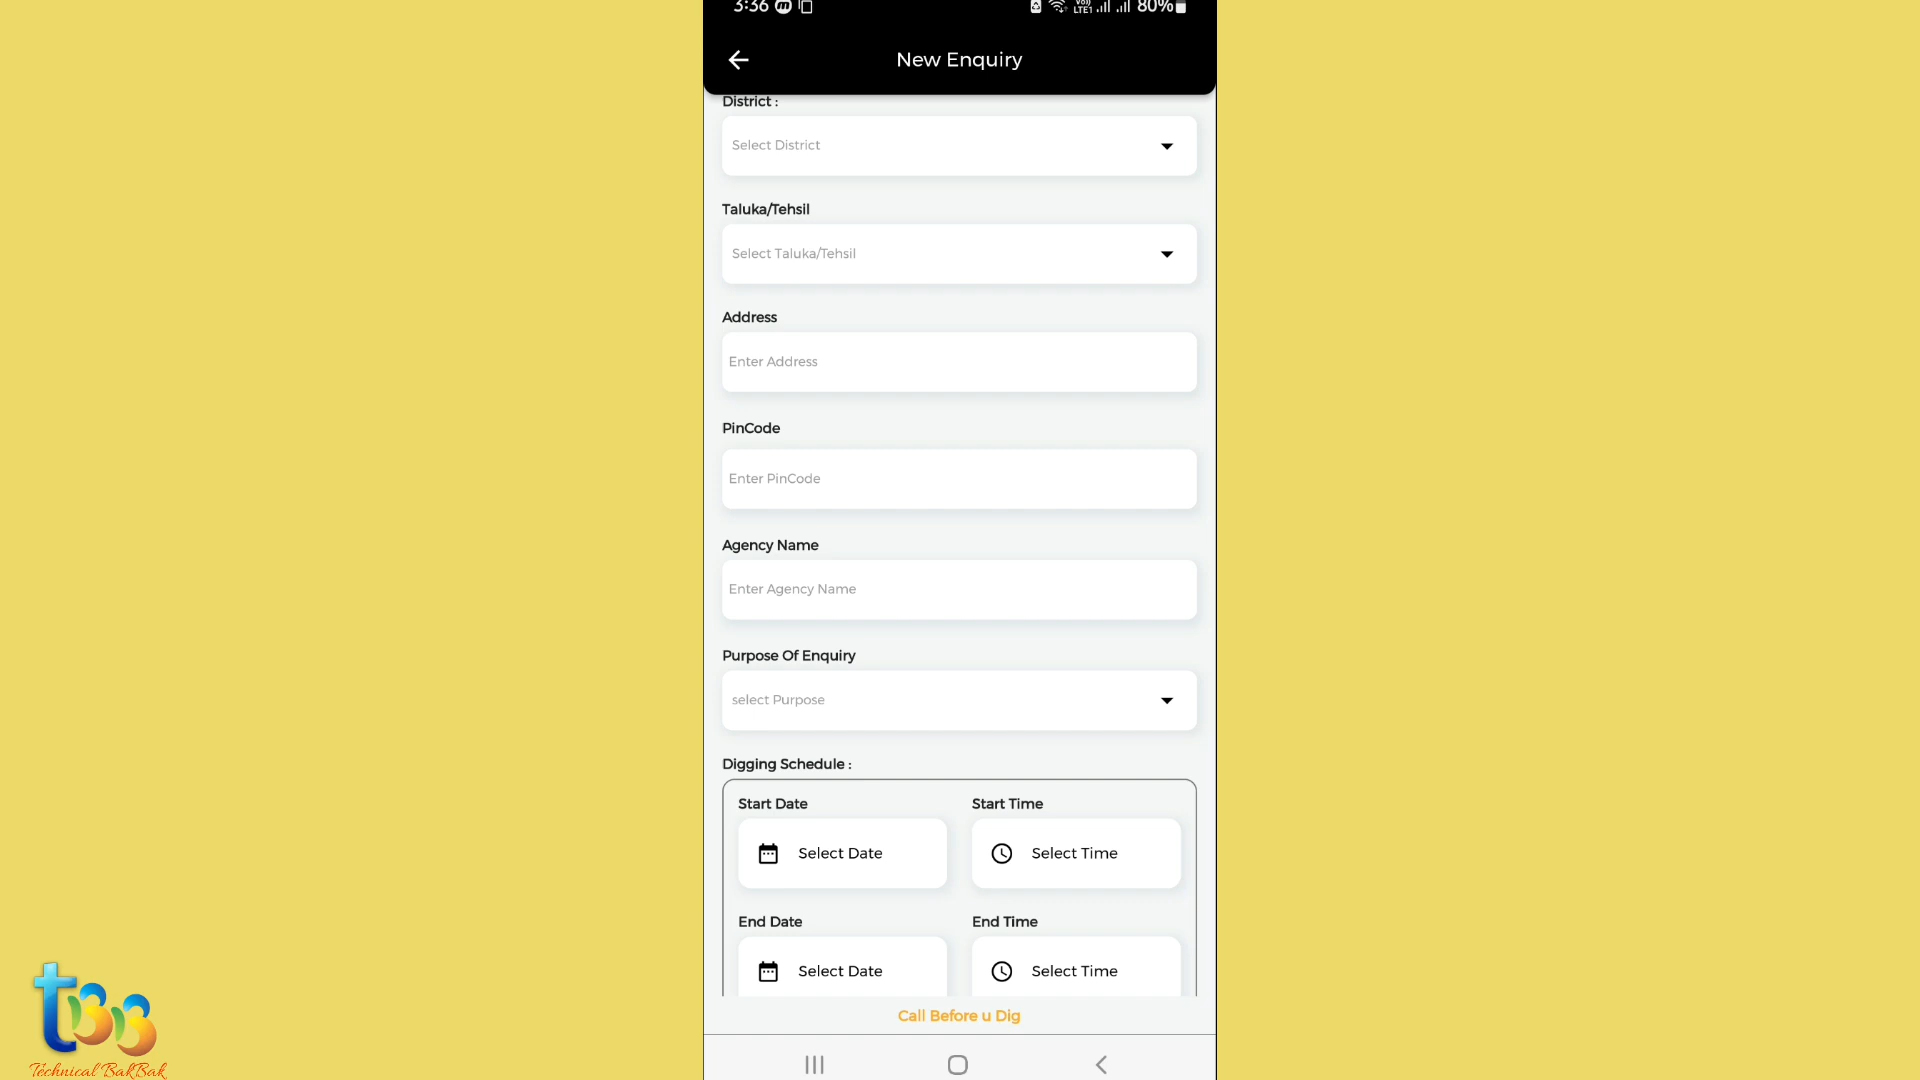 3:36 80%
New Enquiry
District :
Select District
Taluka/Tehsil
Select Taluka/Tehsil
Address
Enter Address
PinCode
Enter PinCode
Agency Name
Enter Agency Name
Purpose Of Enquiry
select Purpose
Digging Schedule :
Start Date Start Time
Select Date Select Time
End Date End Time
Select Date Select Time
Call Before u Dig
tBB
Technical BakBak